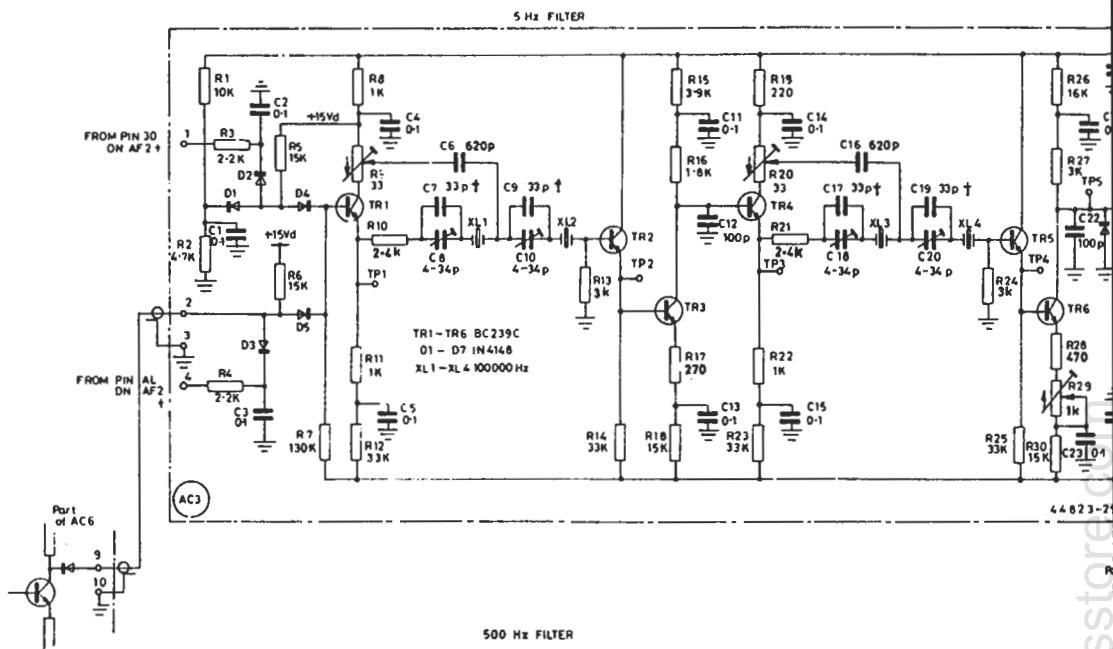 5 Hz FILTER
R1
10K
C2
0·1
R3
2·2K
FROM PIN 30
ON AF2 †
1
+15Vd
R5
15K
D2
D1
D4
C1
0·1
R2
4·7K
+15Vd
R6
15K
D5
2
3
D3
FROM PIN AL
ON AF2
†
4
R4
2·2K
C3
01
R7
130K
R8
1K
C4
0·1
33
TR1
C6 620p
C7 33p †
C9 33p †
R10
2·4k
XL1
XL2
C8
4-34p
C10
4-34p
TP1
R11
1K
C5
0·1
R12
33K
TR1-TR6 BC239C
D1 - D7 IN4148
XL1-XL4 100000 Hz
R13
3k
TR2
TP2
R14
33K
TR3
R15
3·9K
C11
0·1
R16
1·8K
C12
100p
R17
270
C13
0·1
R18
15K
R19
220
C14
0·1
R20
33
TR4
C16 620p
C17 33p †
C19 33p †
R21
2·4k
XL3
XL4
C18
4-34p
C20
4-34p
TP3
R22
1K
C15
0·1
R23
33K
R24
3k
TR5
TP4
R25
33K
TR6
R26
16K
C
0·1
R27
3K
TP5
C22
100p
R28
470
R29
1k
R30
15K
C23 01
AC3
44823-29
Part
of AC6
9
10
500 Hz FILTER
sstore.com